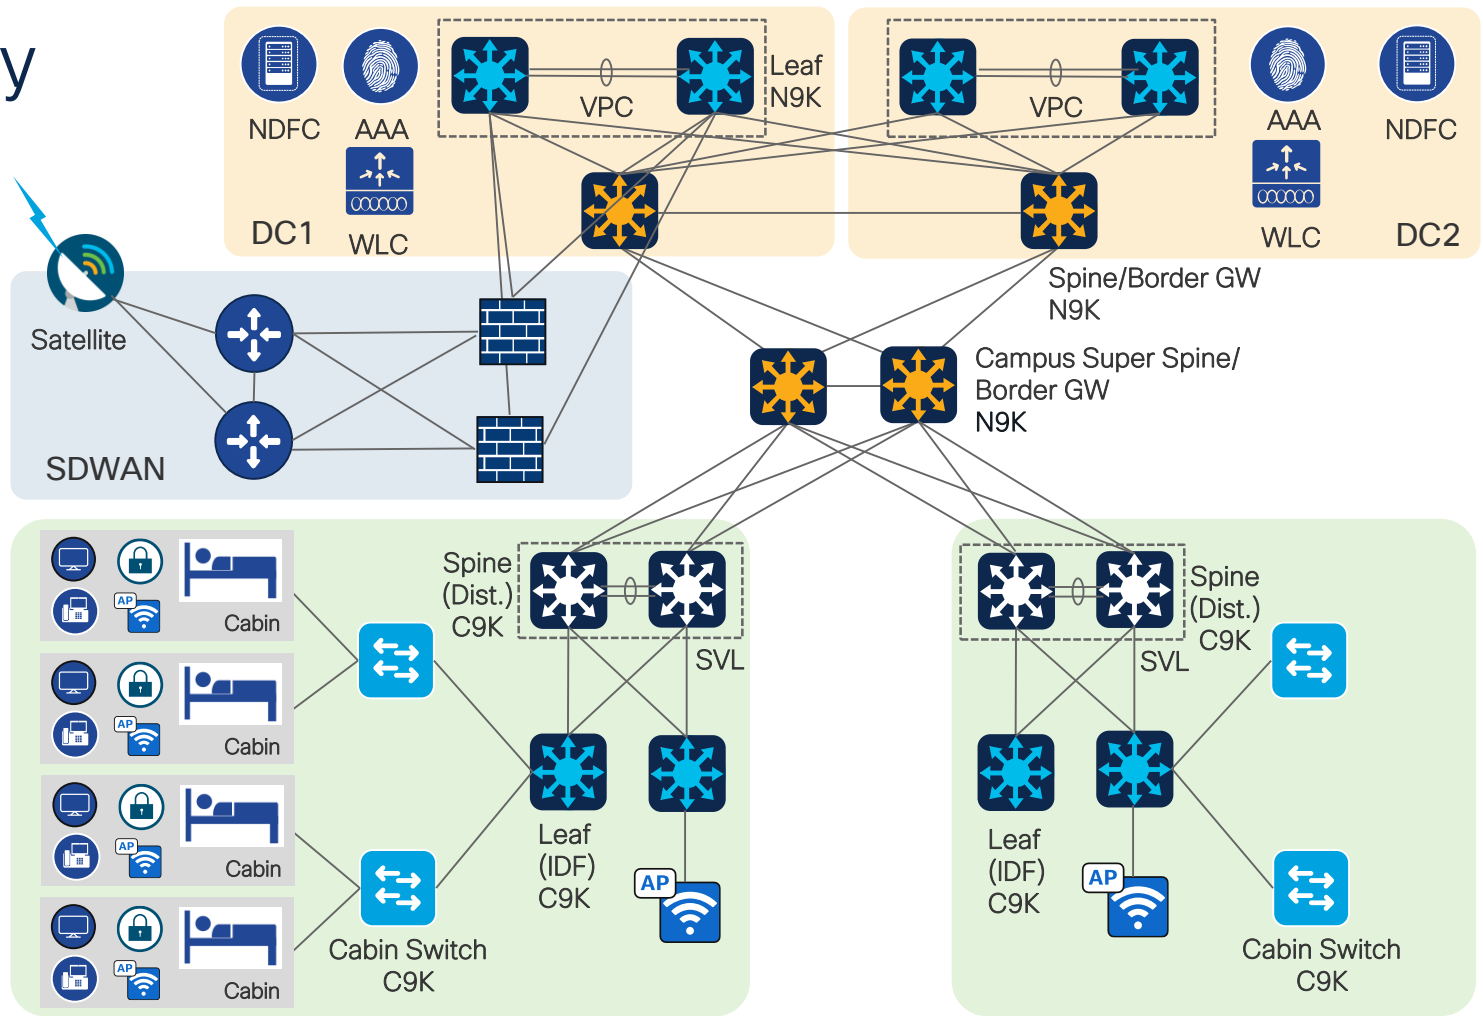 y
NDFC
AAA
WLC
DC1
VPC
Leaf
N9K
VPC
AAA
NDFC
WLC
DC2
Spine/Border GW
N9K
Satellite
SDWAN
Campus Super Spine/
Border GW
N9K
AP
Cabin
AP
Cabin
AP
Cabin
AP
Cabin
Cabin Switch
C9K
Spine
(Dist.)
C9K
SVL
Leaf
(IDF)
C9K
AP
Spine
(Dist.)
C9K
SVL
Leaf
(IDF)
C9K
AP
Cabin Switch
C9K